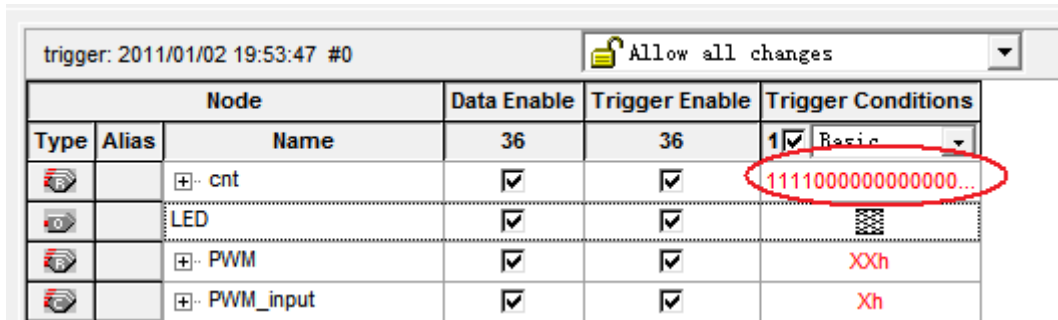 trigger: 2011/01/02 19:53:47 #0 Allow all changes
Node Data Enable Trigger Enable Trigger Conditions
Type Alias Name 36 36 1 Basic
cnt 1111000000000000...
LED
PWM XXh
PWM_input Xh